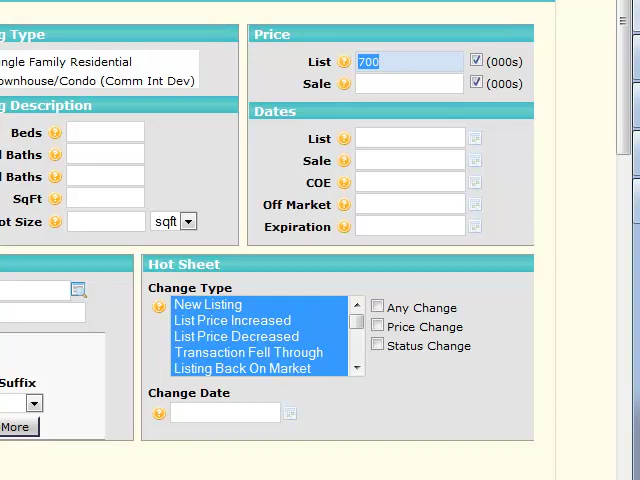 g Type
ngle Family Residential
ownhouse/Condo (Comm Int Dev)
g Description
Beds
l Baths
l Baths
SqFt
ot Size sqft
Price
List 700 (000s)
Sale (000s)
Dates
List
Sale
COE
Off Market
Expiration
Suffix
More
Hot Sheet
Change Type
New Listing
List Price Increased
List Price Decreased
Transaction Fell Through
Listing Back On Market
Any Change
Price Change
Status Change
Change Date